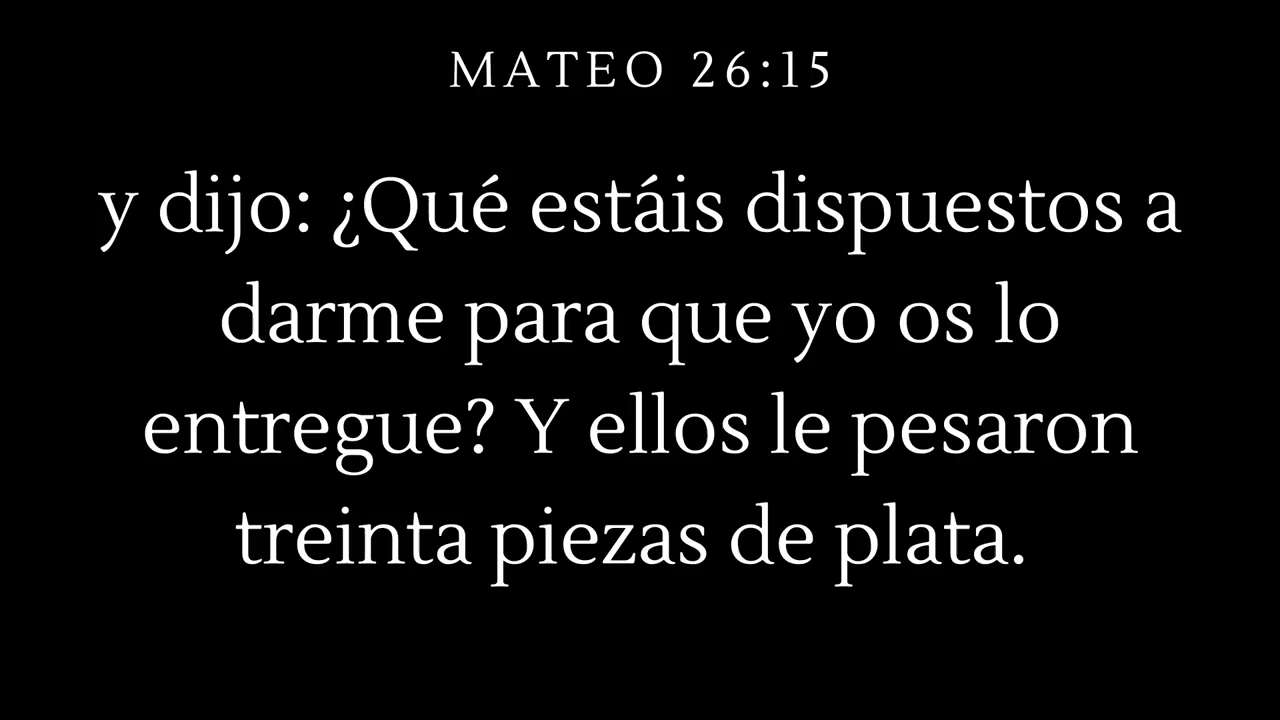 MATEO 26:15
y dijo: ¿Qué estáis dispuestos a
darme para que yo os lo
entregue? Y ellos le pesaron
treinta piezas de plata.